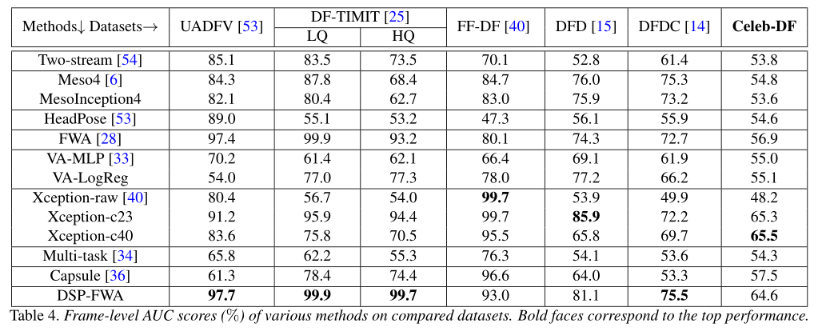 Methods↓ Datasets→ UADFV [53] DF-TIMIT [25] FF-DF [40] DFD [15] DFDC [14] Celeb-DF
LQ HQ
Two-stream [54] 85.1 83.5 73.5 70.1 52.8 61.4 53.8
Meso4 [6] 84.3 87.8 68.4 84.7 76.0 75.3 54.8
MesoInception4 82.1 80.4 62.7 83.0 75.9 73.2 53.6
HeadPose [53] 89.0 55.1 53.2 47.3 56.1 55.9 54.6
FWA [28] 97.4 99.9 93.2 80.1 74.3 72.7 56.9
VA-MLP [33] 70.2 61.4 62.1 66.4 69.1 61.9 55.0
VA-LogReg 54.0 77.0 77.3 78.0 77.2 66.2 55.1
Xception-raw [40] 80.4 56.7 54.0 99.7 53.9 49.9 48.2
Xception-c23 91.2 95.9 94.4 99.7 85.9 72.2 65.3
Xception-c40 83.6 75.8 70.5 95.5 65.8 69.7 65.5
Multi-task [34] 65.8 62.2 55.3 76.3 54.1 53.6 54.3
Capsule [36] 61.3 78.4 74.4 96.6 64.0 53.3 57.5
DSP-FWA 97.7 99.9 99.7 93.0 81.1 75.5 64.6
Table 4. Frame-level AUC scores (%) of various methods on compared datasets. Bold faces correspond to the top performance.